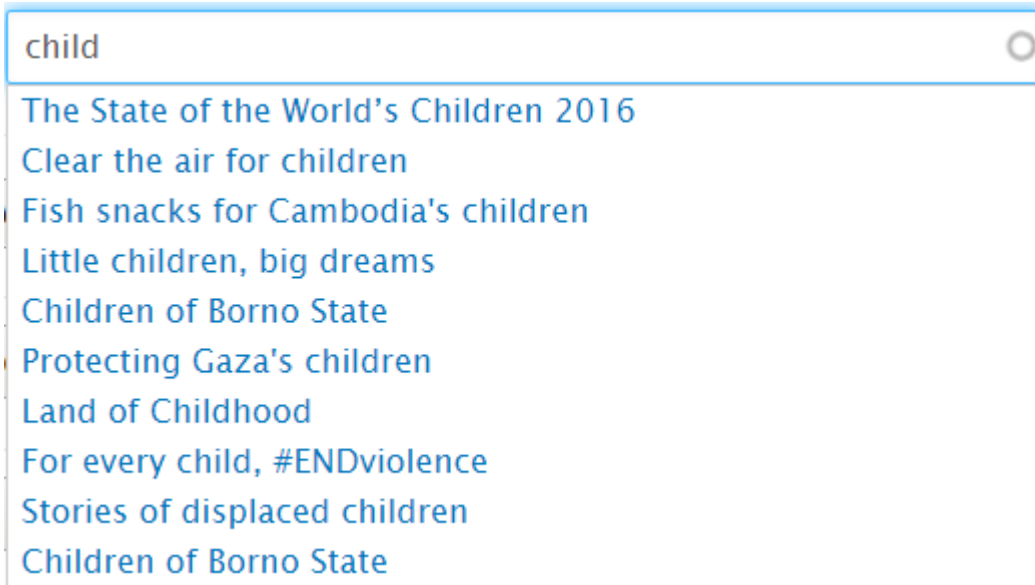 child
The State of the World’s Children 2016
Clear the air for children
Fish snacks for Cambodia's children
Little children, big dreams
Children of Borno State
Protecting Gaza's children
Land of Childhood
For every child, #ENDviolence
Stories of displaced children
Children of Borno State